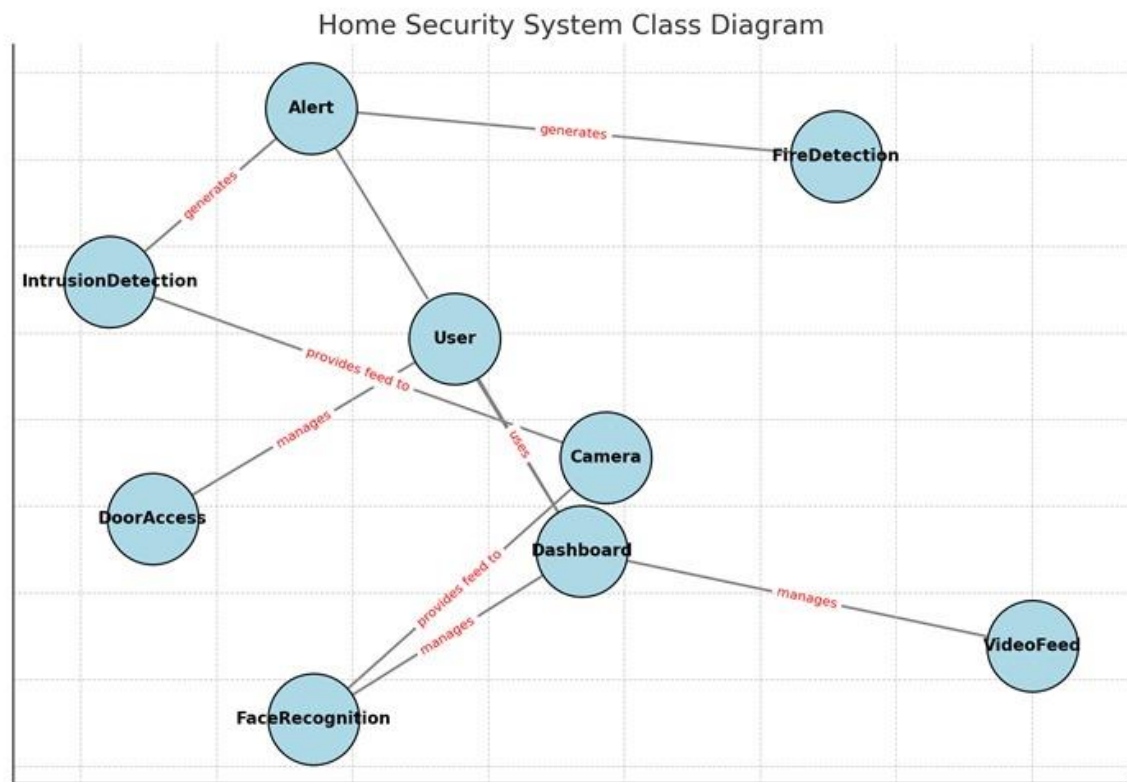 Home Security System Class Diagram
Alert
generates
FireDetection
generates
IntrusionDetection
User
provides feed to
manages
uses
Camera
DoorAccess
Dashboard
provides feed to
manages
manages
VideoFeed
FaceRecognition